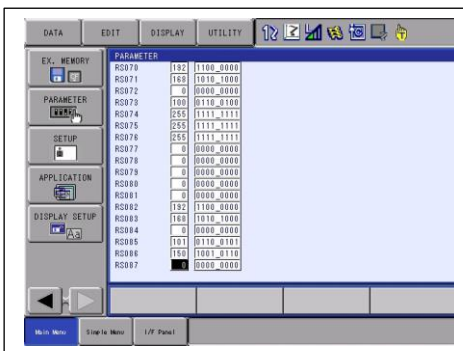 DATA EDIT DISPLAY UTILITY
EX. MEMORY
PARAMETER
SETUP
APPLICATION
DISPLAY SETUP
PARAMETER
RS070 192 1100_0000
RS071 168 1010_1000
RS072 0 0000_0000
RS073 100 0110_0100
RS074 255 1111_1111
RS075 255 1111_1111
RS076 255 1111_1111
RS077 0 0000_0000
RS078 0 0000_0000
RS079 0 0000_0000
RS080 0 0000_0000
RS081 0 0000_0000
RS082 192 1100_0000
RS083 168 1010_1000
RS084 0 0000_0000
RS085 101 0110_0101
RS086 150 1001_0110
RS087 0 0000_0000
Main Menu Simple Menu I/F Panel